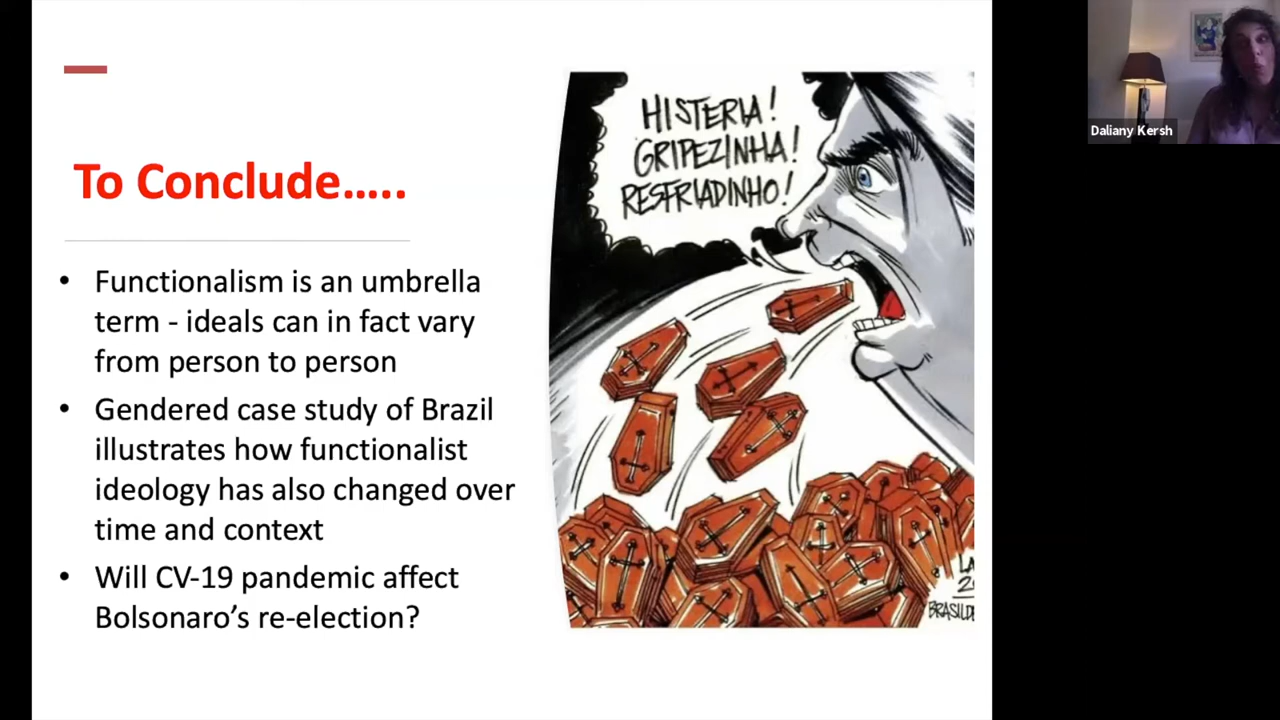 To Conclude.....
• Functionalism is an umbrella
term - ideals can in fact vary
from person to person
• Gendered case study of Brazil
illustrates how functionalist
ideology has also changed over
time and context
• Will CV-19 pandemic affect
Bolsonaro’s re-election?
HISTERIA!
GRIPEZINHA!
RESFRIADINHO!
Daliany Kersh